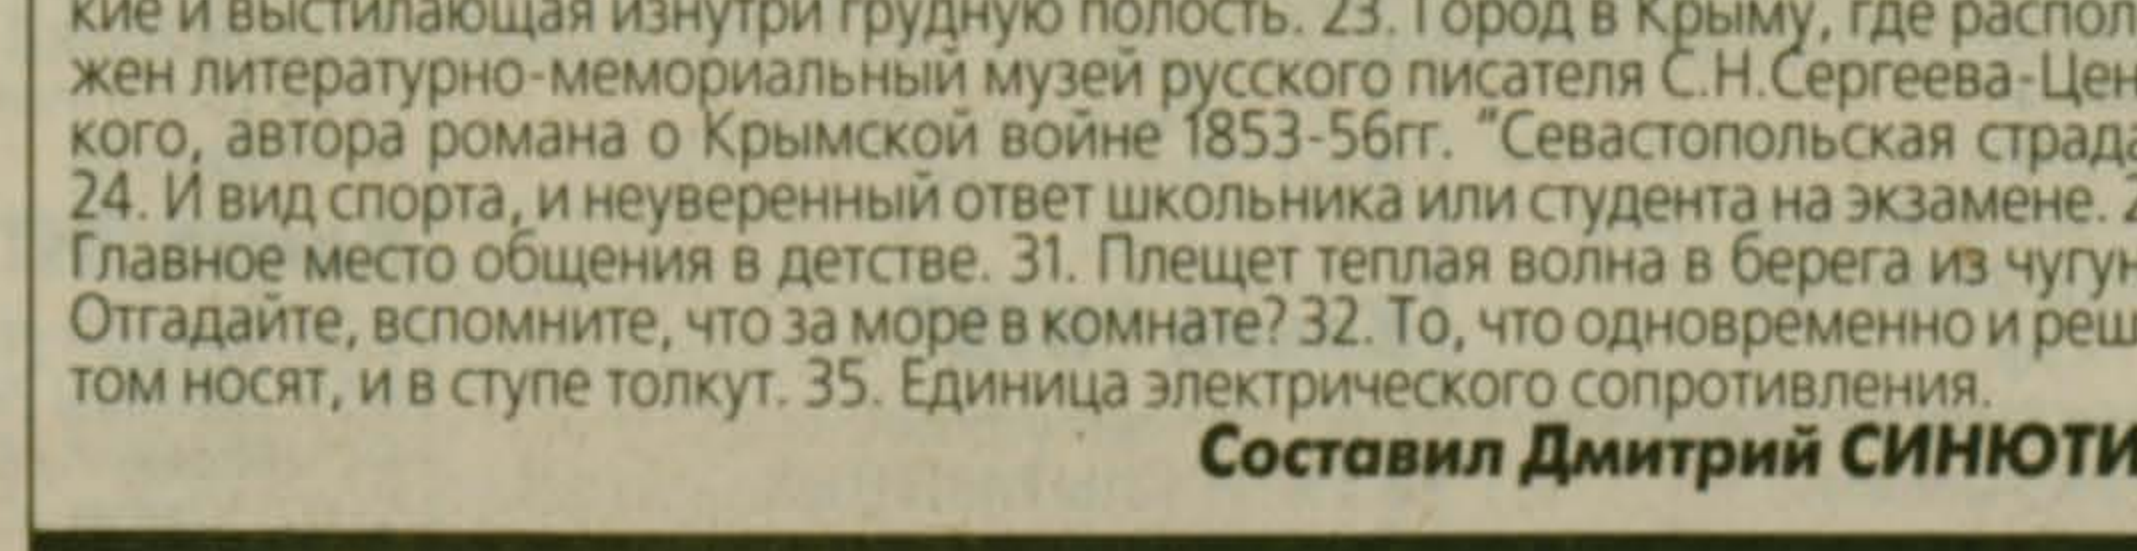 кие и выстилающая изнутри грудную полость. 23. Город в Крыму, где распол
жен литературно-мемориальный музей русского писателя С.Н.Сергеева-Цен
кого, автора романа о Крымской войне 1853-56гг. "Севастопольская страда
24. И вид спорта, и неуверенный ответ школьника или студента на экзамене. 2
Главное место общения в детстве. 31. Плещет теплая волна в берега из чугун
Отгадайте, вспомните, что за море в комнате? 32. То, что одновременно и реш
том носят, и в ступе толкут. 35. Единица электрического сопротивления.
Составил Дмитрий СИНЮТИ